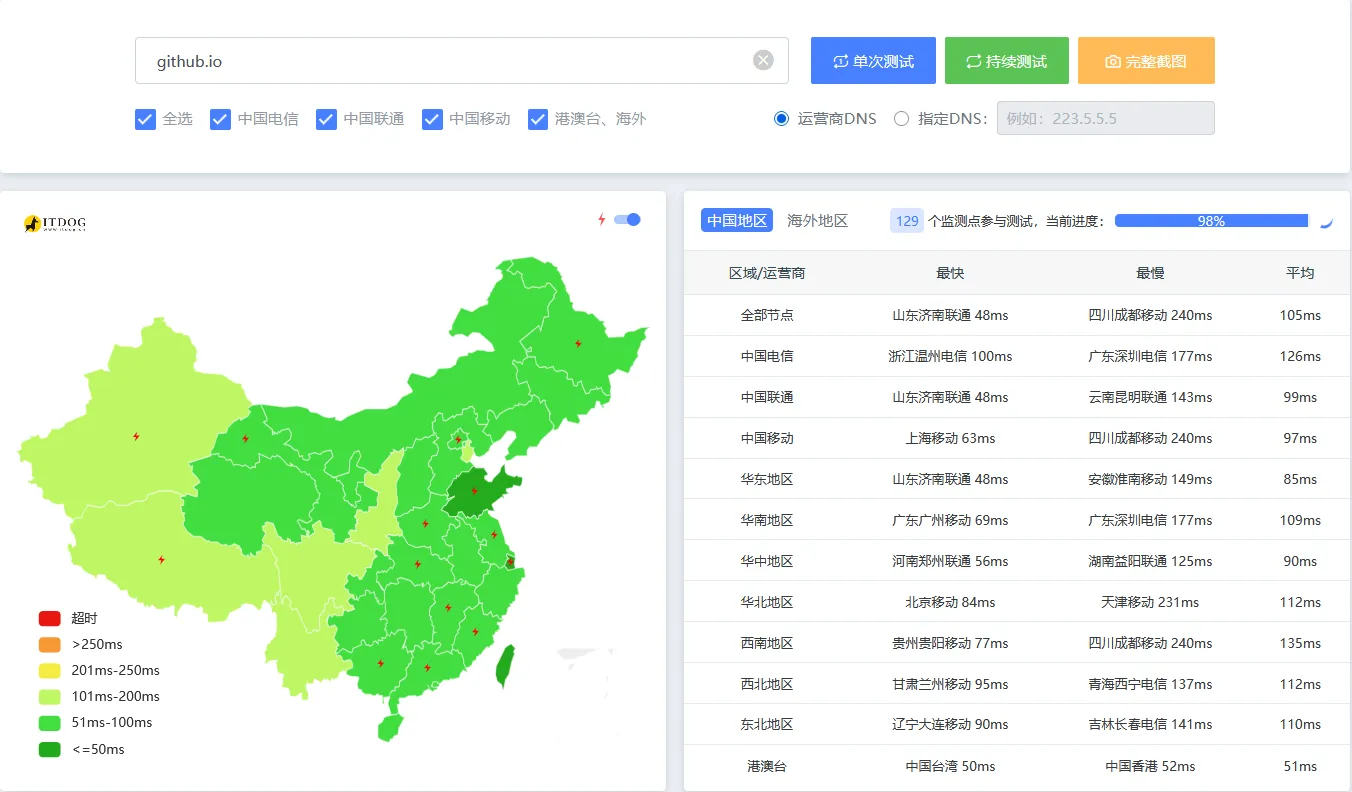 github.io
单次测试
持续测试
完整截图
全选 中国电信 中国联通 中国移动 港澳台、海外
运营商DNS 指定DNS: 例如：223.5.5.5
ITDOG
中国地区 海外地区 129 个监测点参与测试，当前进度： 98%
区域/运营商 最快 最慢 平均
全部节点 山东济南联通 48ms 四川成都移动 240ms 105ms
中国电信 浙江温州电信 100ms 广东深圳电信 177ms 126ms
中国联通 山东济南联通 48ms 云南昆明联通 143ms 99ms
中国移动 上海移动 63ms 四川成都移动 240ms 97ms
华东地区 山东济南联通 48ms 安徽淮南移动 149ms 85ms
华南地区 广东广州移动 69ms 广东深圳电信 177ms 109ms
华中地区 河南郑州联通 56ms 湖南益阳联通 125ms 90ms
华北地区 北京移动 84ms 天津移动 231ms 112ms
西南地区 贵州贵阳移动 77ms 四川成都移动 240ms 135ms
西北地区 甘肃兰州移动 95ms 青海西宁电信 137ms 112ms
东北地区 辽宁大连移动 90ms 吉林长春电信 141ms 110ms
港澳台 中国台湾 50ms 中国香港 52ms 51ms
超时
>250ms
201ms-250ms
101ms-200ms
51ms-100ms
<=50ms